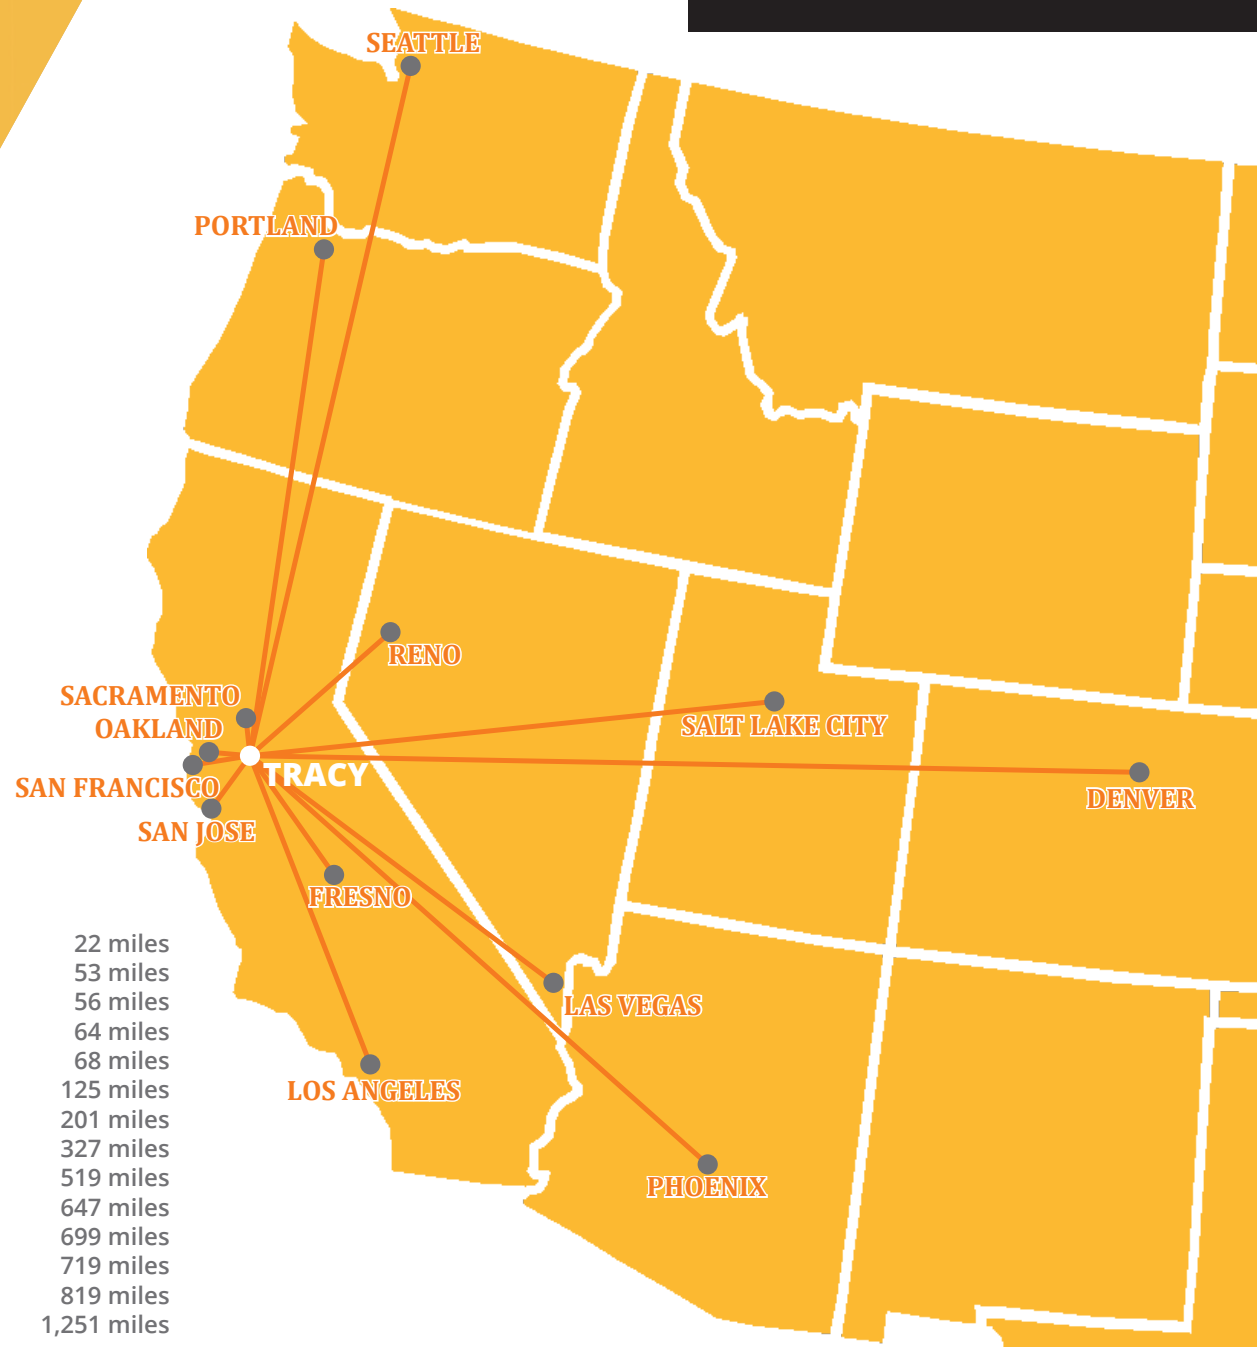 SEATTLE
PORTLAND
RENO
SACRAMENTO
OAKLAND
SALT LAKE CITY
TRACY
SAN FRANCISCO
DENVER
SAN JOSE
FRESNO
LAS VEGAS
LOS ANGELES
PHOENIX
22 miles
53 miles
56 miles
64 miles
68 miles
125 miles
201 miles
327 miles
519 miles
647 miles
699 miles
719 miles
819 miles
1,251 miles